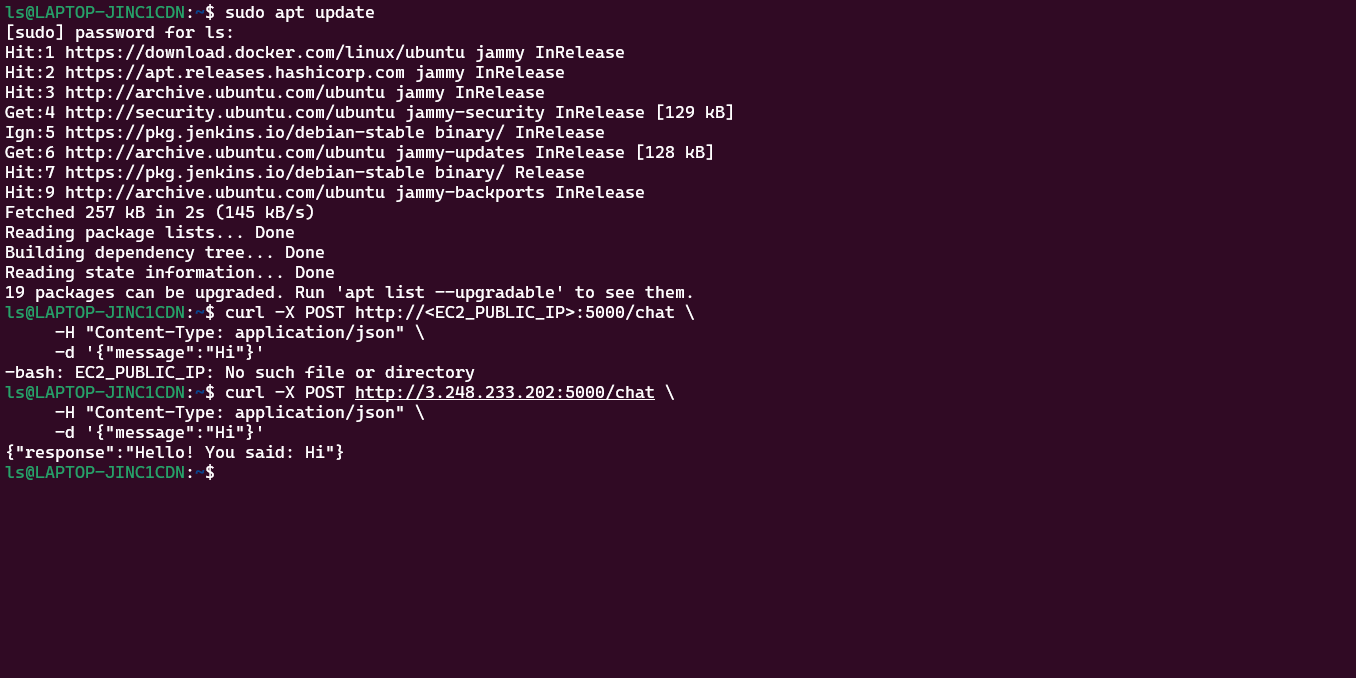 ls@LAPTOP-JINC1CDN:~$ sudo apt update
[sudo] password for ls:
Hit:1 https://download.docker.com/linux/ubuntu jammy InRelease
Hit:2 https://apt.releases.hashicorp.com jammy InRelease
Hit:3 http://archive.ubuntu.com/ubuntu jammy InRelease
Get:4 http://security.ubuntu.com/ubuntu jammy-security InRelease [129 kB]
Ign:5 https://pkg.jenkins.io/debian-stable binary/ InRelease
Get:6 http://archive.ubuntu.com/ubuntu jammy-updates InRelease [128 kB]
Hit:7 https://pkg.jenkins.io/debian-stable binary/ Release
Hit:9 http://archive.ubuntu.com/ubuntu jammy-backports InRelease
Fetched 257 kB in 2s (145 kB/s)
Reading package lists... Done
Building dependency tree... Done
Reading state information... Done
19 packages can be upgraded. Run 'apt list --upgradable' to see them.
ls@LAPTOP-JINC1CDN:~$ curl -X POST http://<EC2_PUBLIC_IP>:5000/chat \
     -H "Content-Type: application/json" \
     -d '{"message":"Hi"}'
-bash: EC2_PUBLIC_IP: No such file or directory
ls@LAPTOP-JINC1CDN:~$ curl -X POST http://3.248.233.202:5000/chat \
     -H "Content-Type: application/json" \
     -d '{"message":"Hi"}'
{"response":"Hello! You said: Hi"}
ls@LAPTOP-JINC1CDN:~$